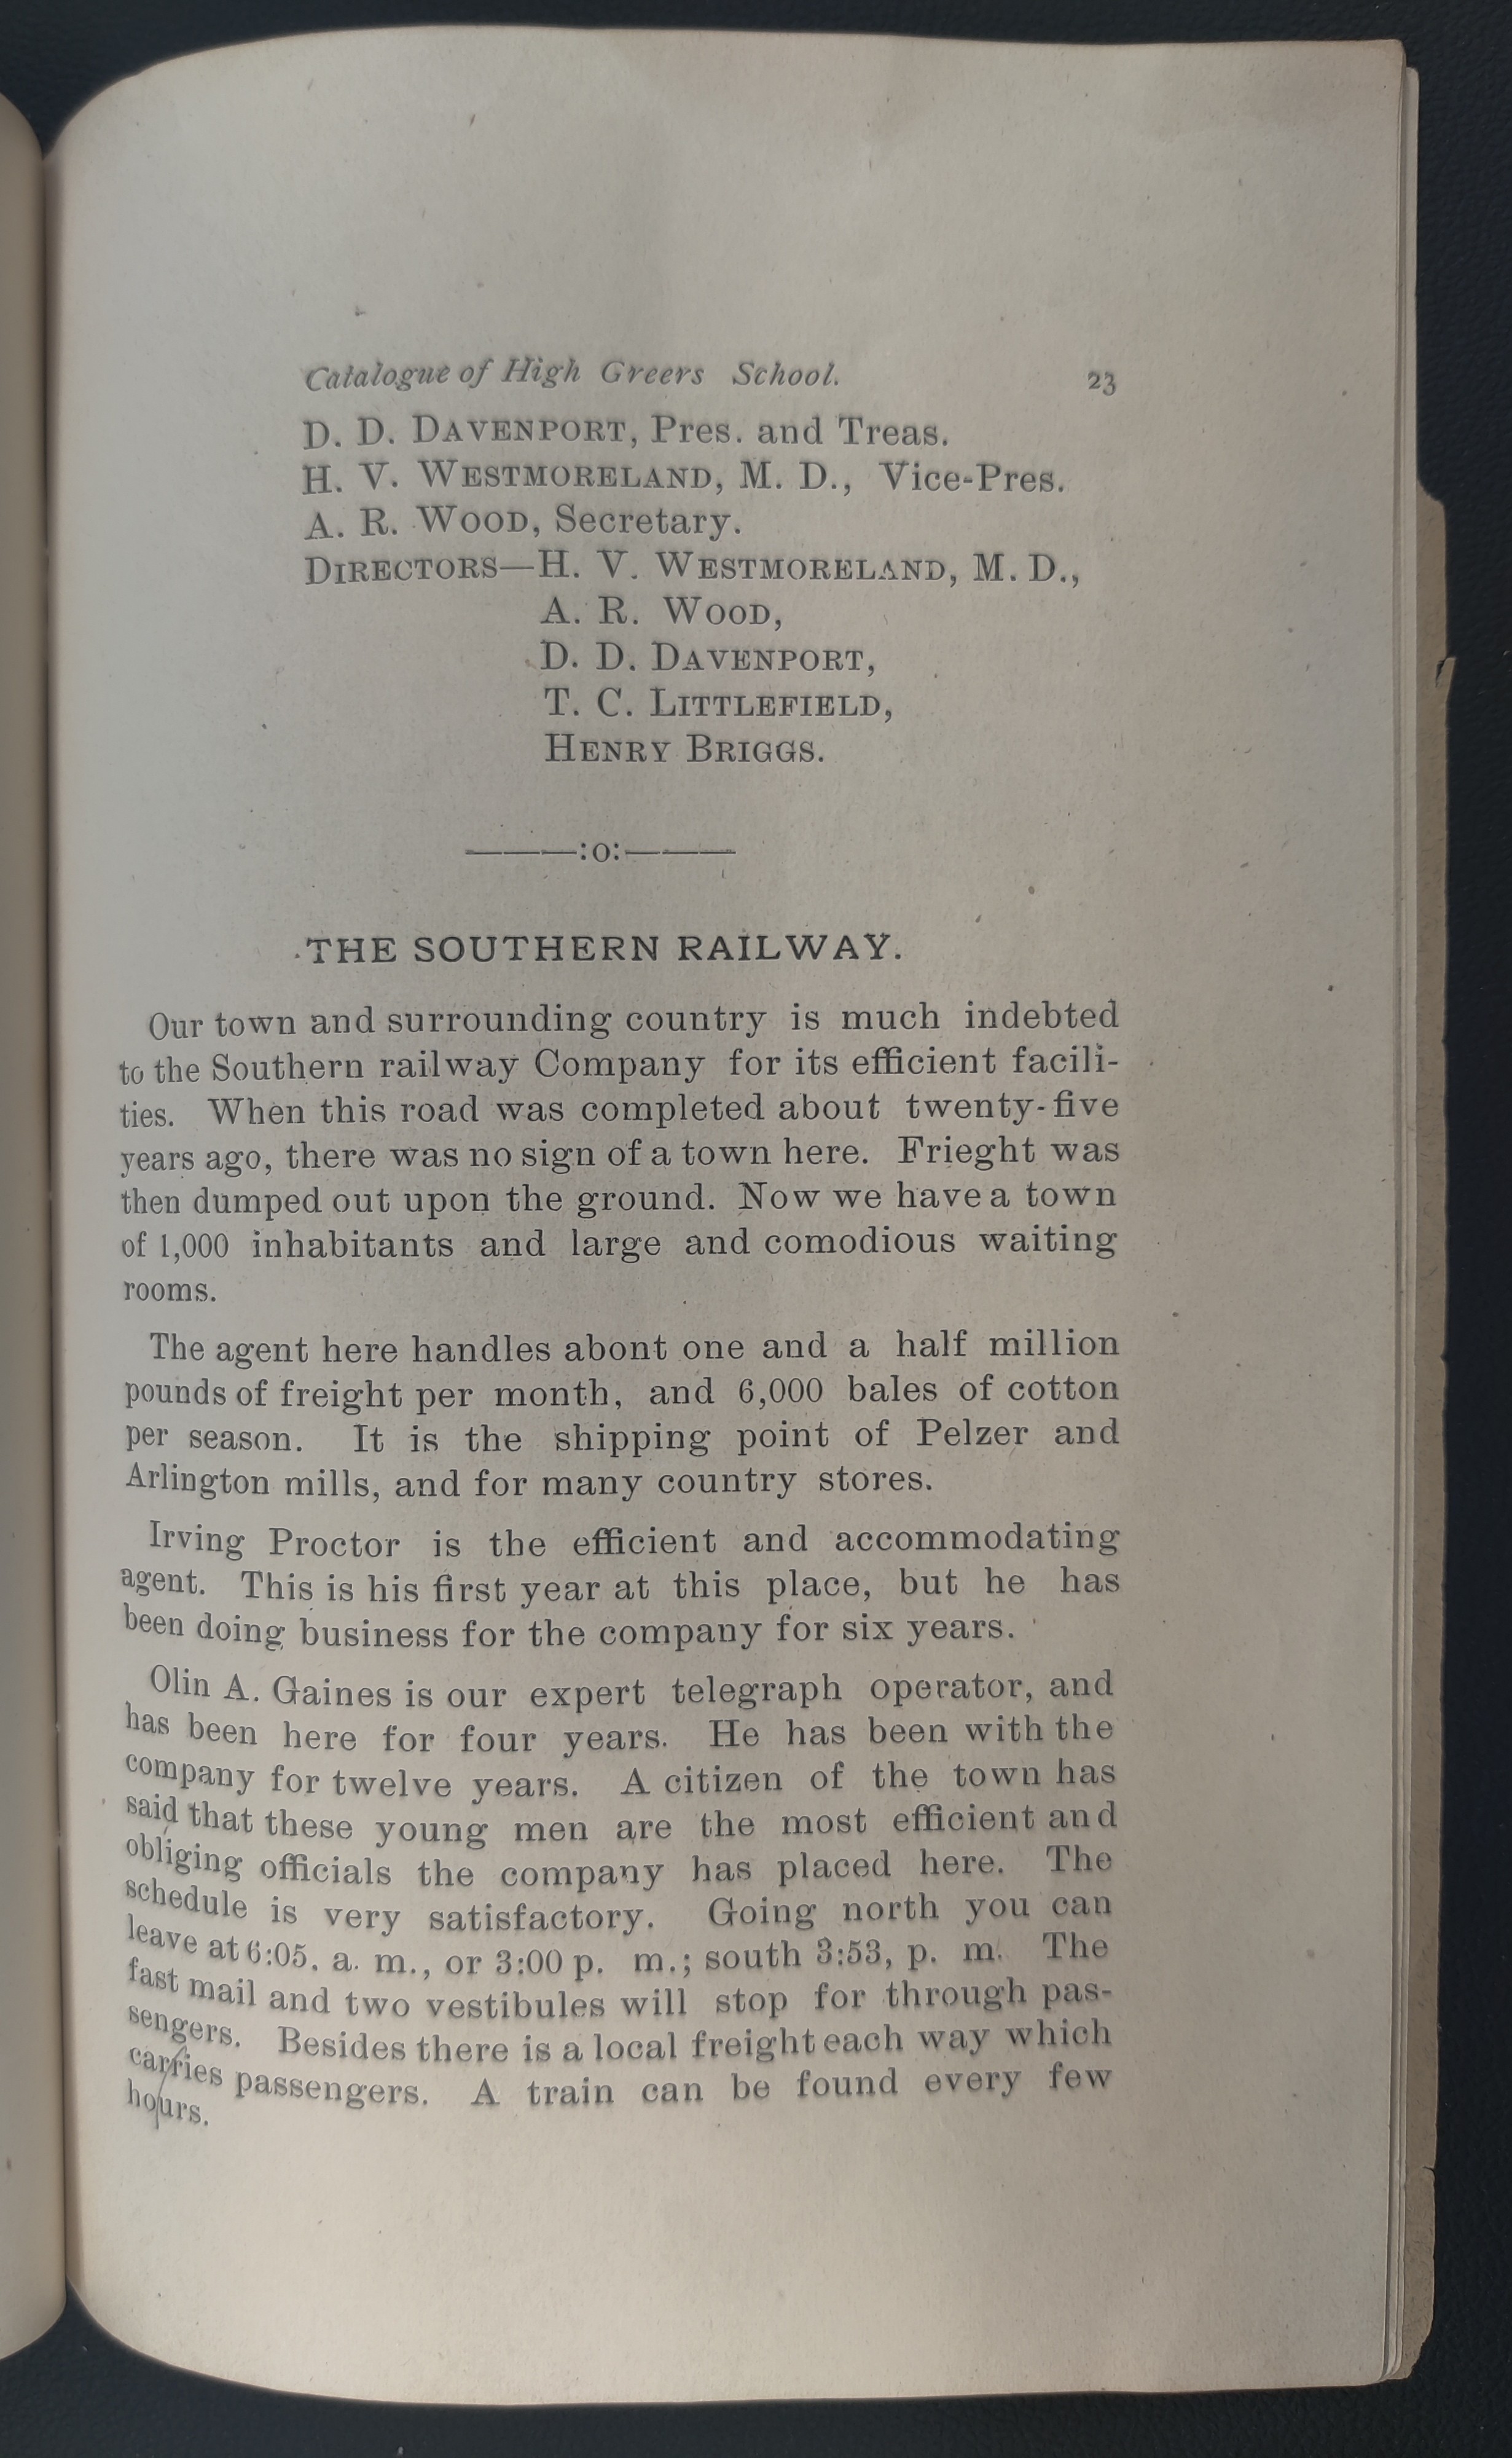 Catalogue of High Greers School. 23
D. D. DAVENPORT, Pres. and Treas.
H. V. WESTMORELAND, M. D., Vice-Pres.
A. R. WOOD, Secretary.
DIRECTORS—H. V. WESTMORELAND, M. D.,
A. R. WOOD,
D. D. DAVENPORT,
T. C. LITTLEFIELD,
HENRY BRIGGS.
———:o:———
THE SOUTHERN RAILWAY.
Our town and surrounding country is much indebted
to the Southern railway Company for its efficient facili-
ties. When this road was completed about twenty-five
years ago, there was no sign of a town here. Frieght was
then dumped out upon the ground. Now we have a town
of 1,000 inhabitants and large and comodious waiting
rooms.
The agent here handles abont one and a half million
pounds of freight per month, and 6,000 bales of cotton
per season. It is the shipping point of Pelzer and
Arlington mills, and for many country stores.
Irving Proctor is the efficient and accommodating
agent. This is his first year at this place, but he has
been doing business for the company for six years.
Olin A. Gaines is our expert telegraph operator, and
has been here for four years. He has been with the
company for twelve years. A citizen of the town has
said that these young men are the most efficient and
obliging officials the company has placed here. The
schedule is very satisfactory. Going north you can
leave at 6:05. a. m., or 3:00 p. m.; south 3:53, p. m. The
fast mail and two vestibules will stop for through pas-
sengers. Besides there is a local freight each way which
carries passengers. A train can be found every few
hours.